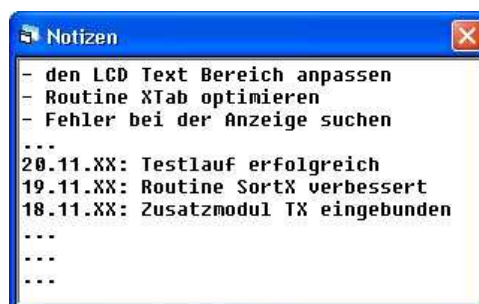 Notizen
- den LCD Text Bereich anpassen
- Routine XTab optimieren
- Fehler bei der Anzeige suchen
...
20.11.XX: Testlauf erfolgreich
19.11.XX: Routine SortX verbessert
18.11.XX: Zusatzmodul TX eingebunden
...
...
...